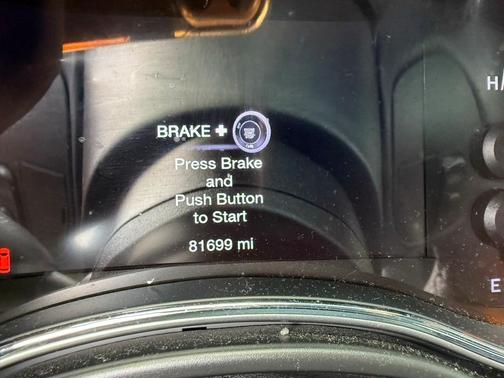 H/
BRAKE +
Press Brake
and
Push Button
to Start
81699 mi
E